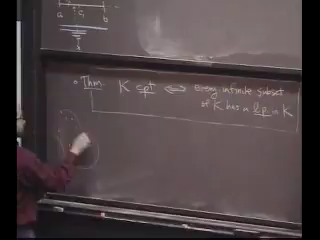 a b
• Thm. K cpt ⇔ Every infinite subset
of K has a l.p. in K